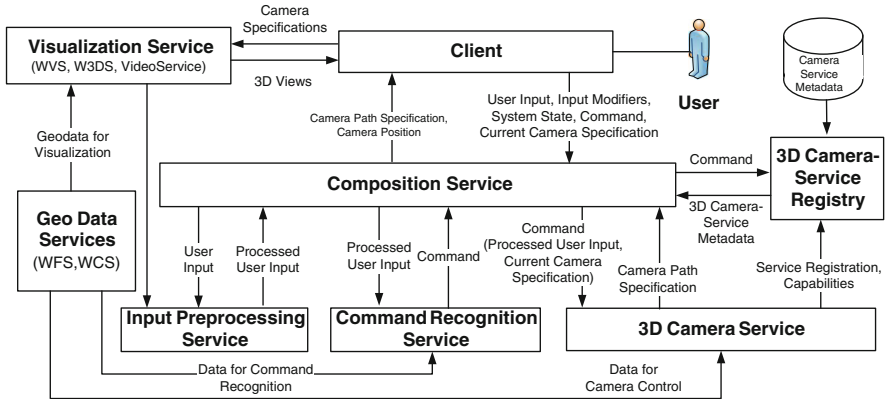 Camera
Specifications
Visualization Service
(WVS, W3DS, VideoService)
3D Views
Client
User
Camera
Service
Metadata
Geodata for
Visualization
Camera Path Specification,
Camera Position
User Input, Input Modifiers,
System State, Command,
Current Camera Specification
Composition Service
Command
3D Camera-
Service
Metadata
3D Camera-
Service
Registry
Geo Data
Services
(WFS,WCS)
User
Input
Processed
User Input
Processed
User Input
Command
Command
(Processed User Input,
Current Camera
Specification)
Camera Path
Specification
Service Registration,
Capabilities
Input Preprocessing
Service
Command Recognition
Service
3D Camera Service
Data for Command
Recognition
Data for
Camera Control